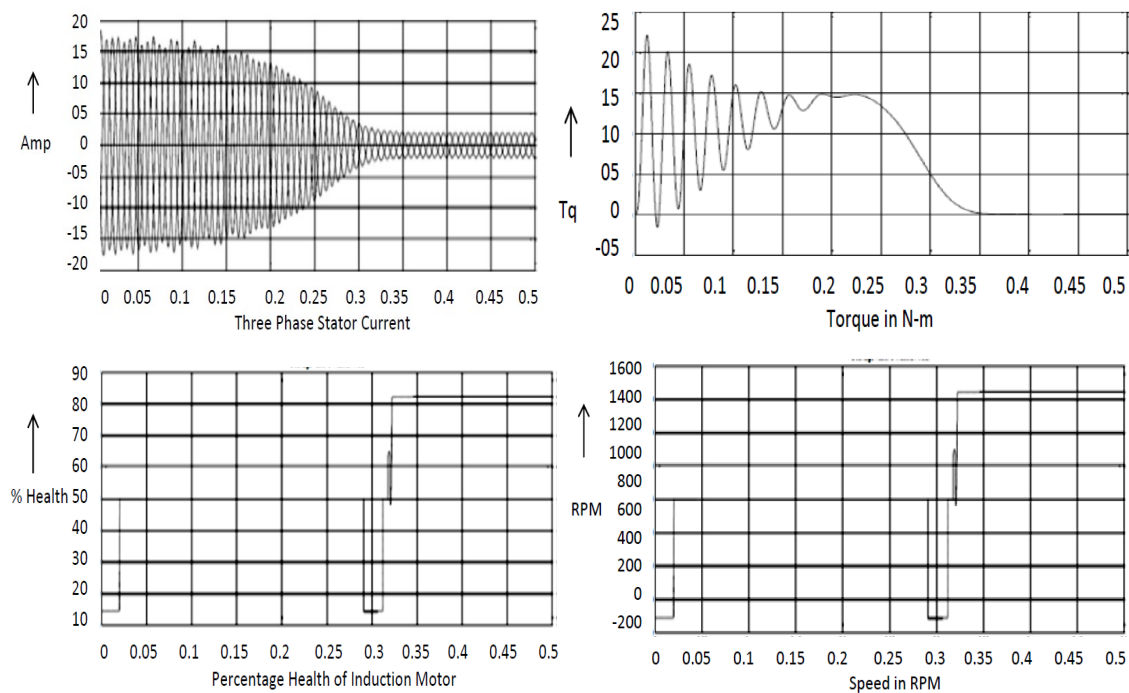 20
15
10
05
Amp
0
-05
-10
-15
-20
0 0.05 0.1 0.15 0.2 0.25 0.3 0.35 0.4 0.45 0.5
Three Phase Stator Current
25
20
15
10
05
Tq
0
-05
0 0.05 0.1 0.15 0.2 0.25 0.3 0.4 0.45 0.5
Torque in N-m
90
80
70
60
% Health
50
40
30
20
10
0 0.05 0.1 0.15 0.2 0.25 0.3 0.35 0.4 0.45 0.5
Percentage Health of Induction Motor
1600
1400
1000
800
RPM
600
400
200
0
-200
0 0.05 0.1 0.15 0.2 0.25 0.3 0.35 0.4 0.45 0.5
Speed in RPM